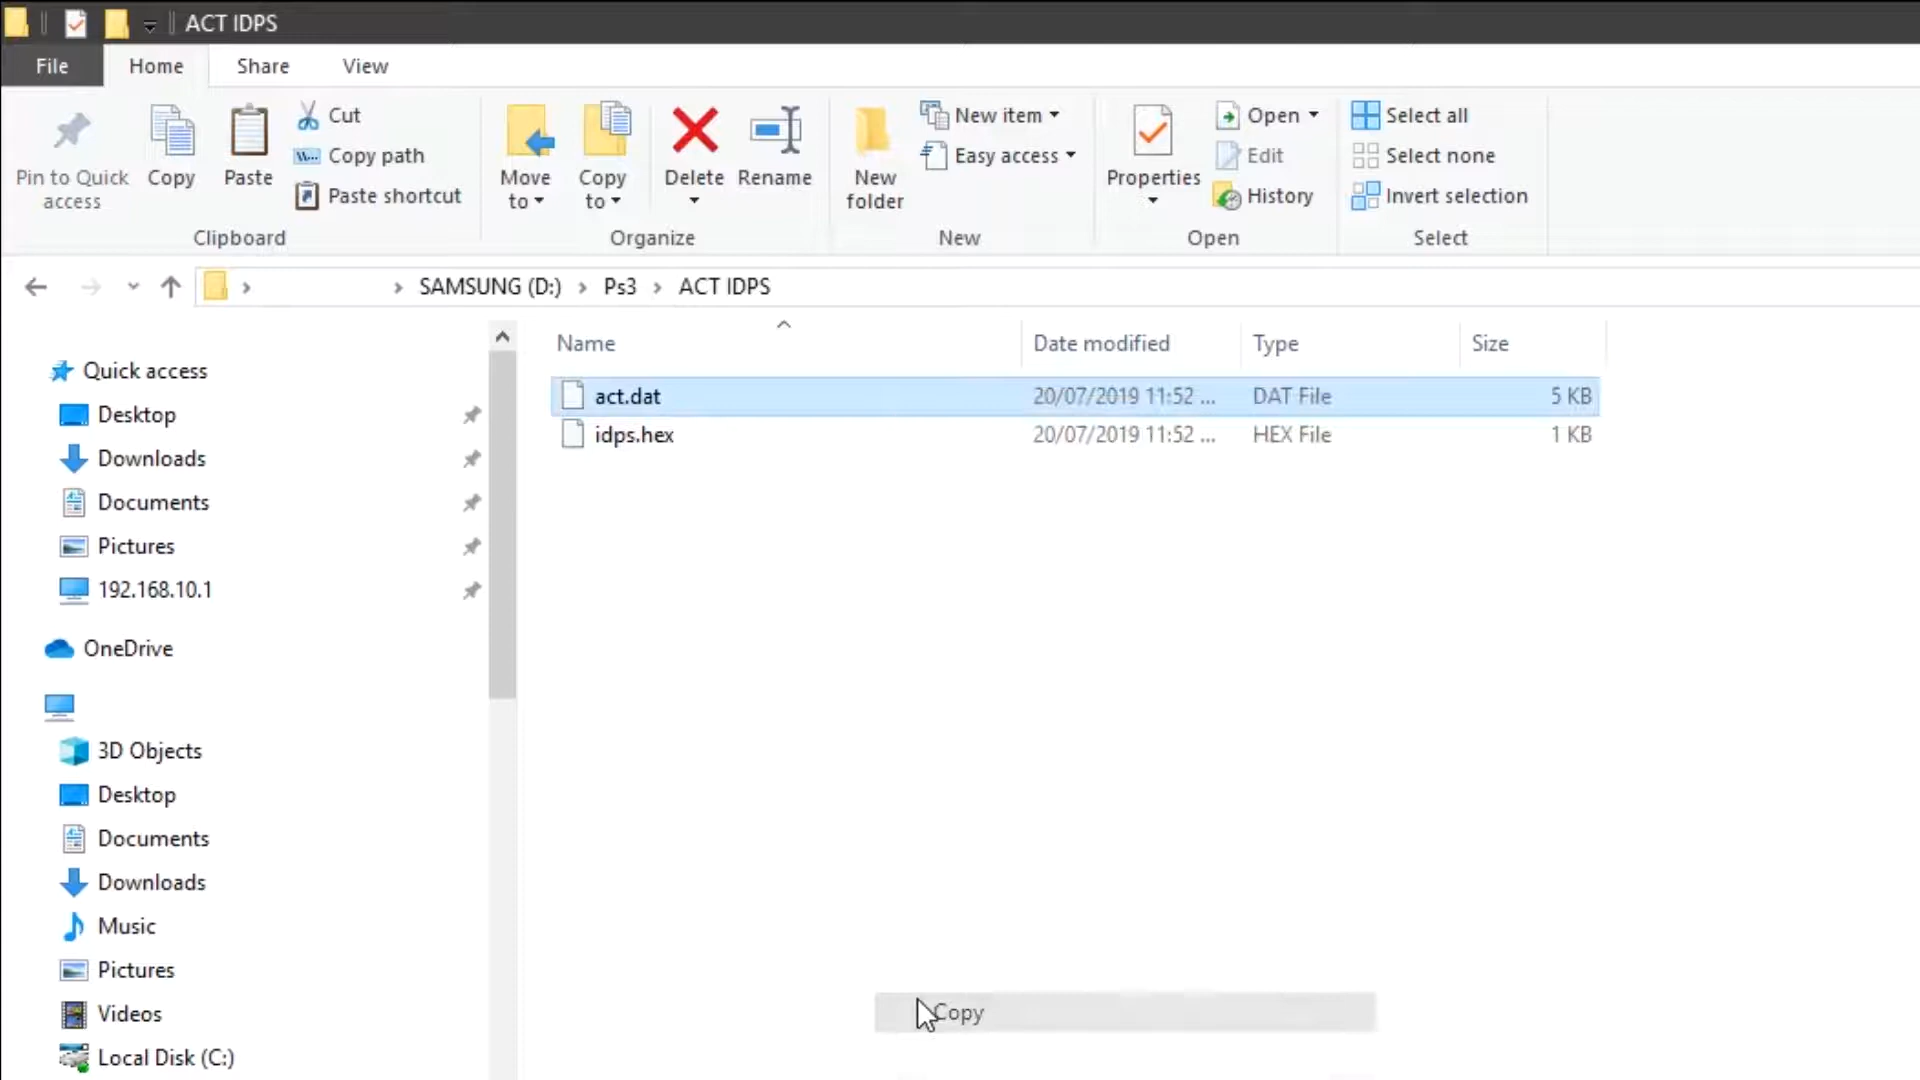 ACT IDPS
File Home Share View
Pin to Quick access
Copy
Paste
Cut
Copy path
Paste shortcut
Clipboard
Move to
Copy to
Delete
Rename
Organize
New folder
New item
Easy access
New
Properties
Open
Edit
History
Open
Select all
Select none
Invert selection
Select
SAMSUNG (D:) Ps3 ACT IDPS
Name Date modified Type Size
act.dat 20/07/2019 11:52 ... DAT File 5 KB
idps.hex 20/07/2019 11:52 ... HEX File 1 KB
Quick access
Desktop
Downloads
Documents
Pictures
192.168.10.1
OneDrive
3D Objects
Desktop
Documents
Downloads
Music
Pictures
Videos
Local Disk (C:)
Copy